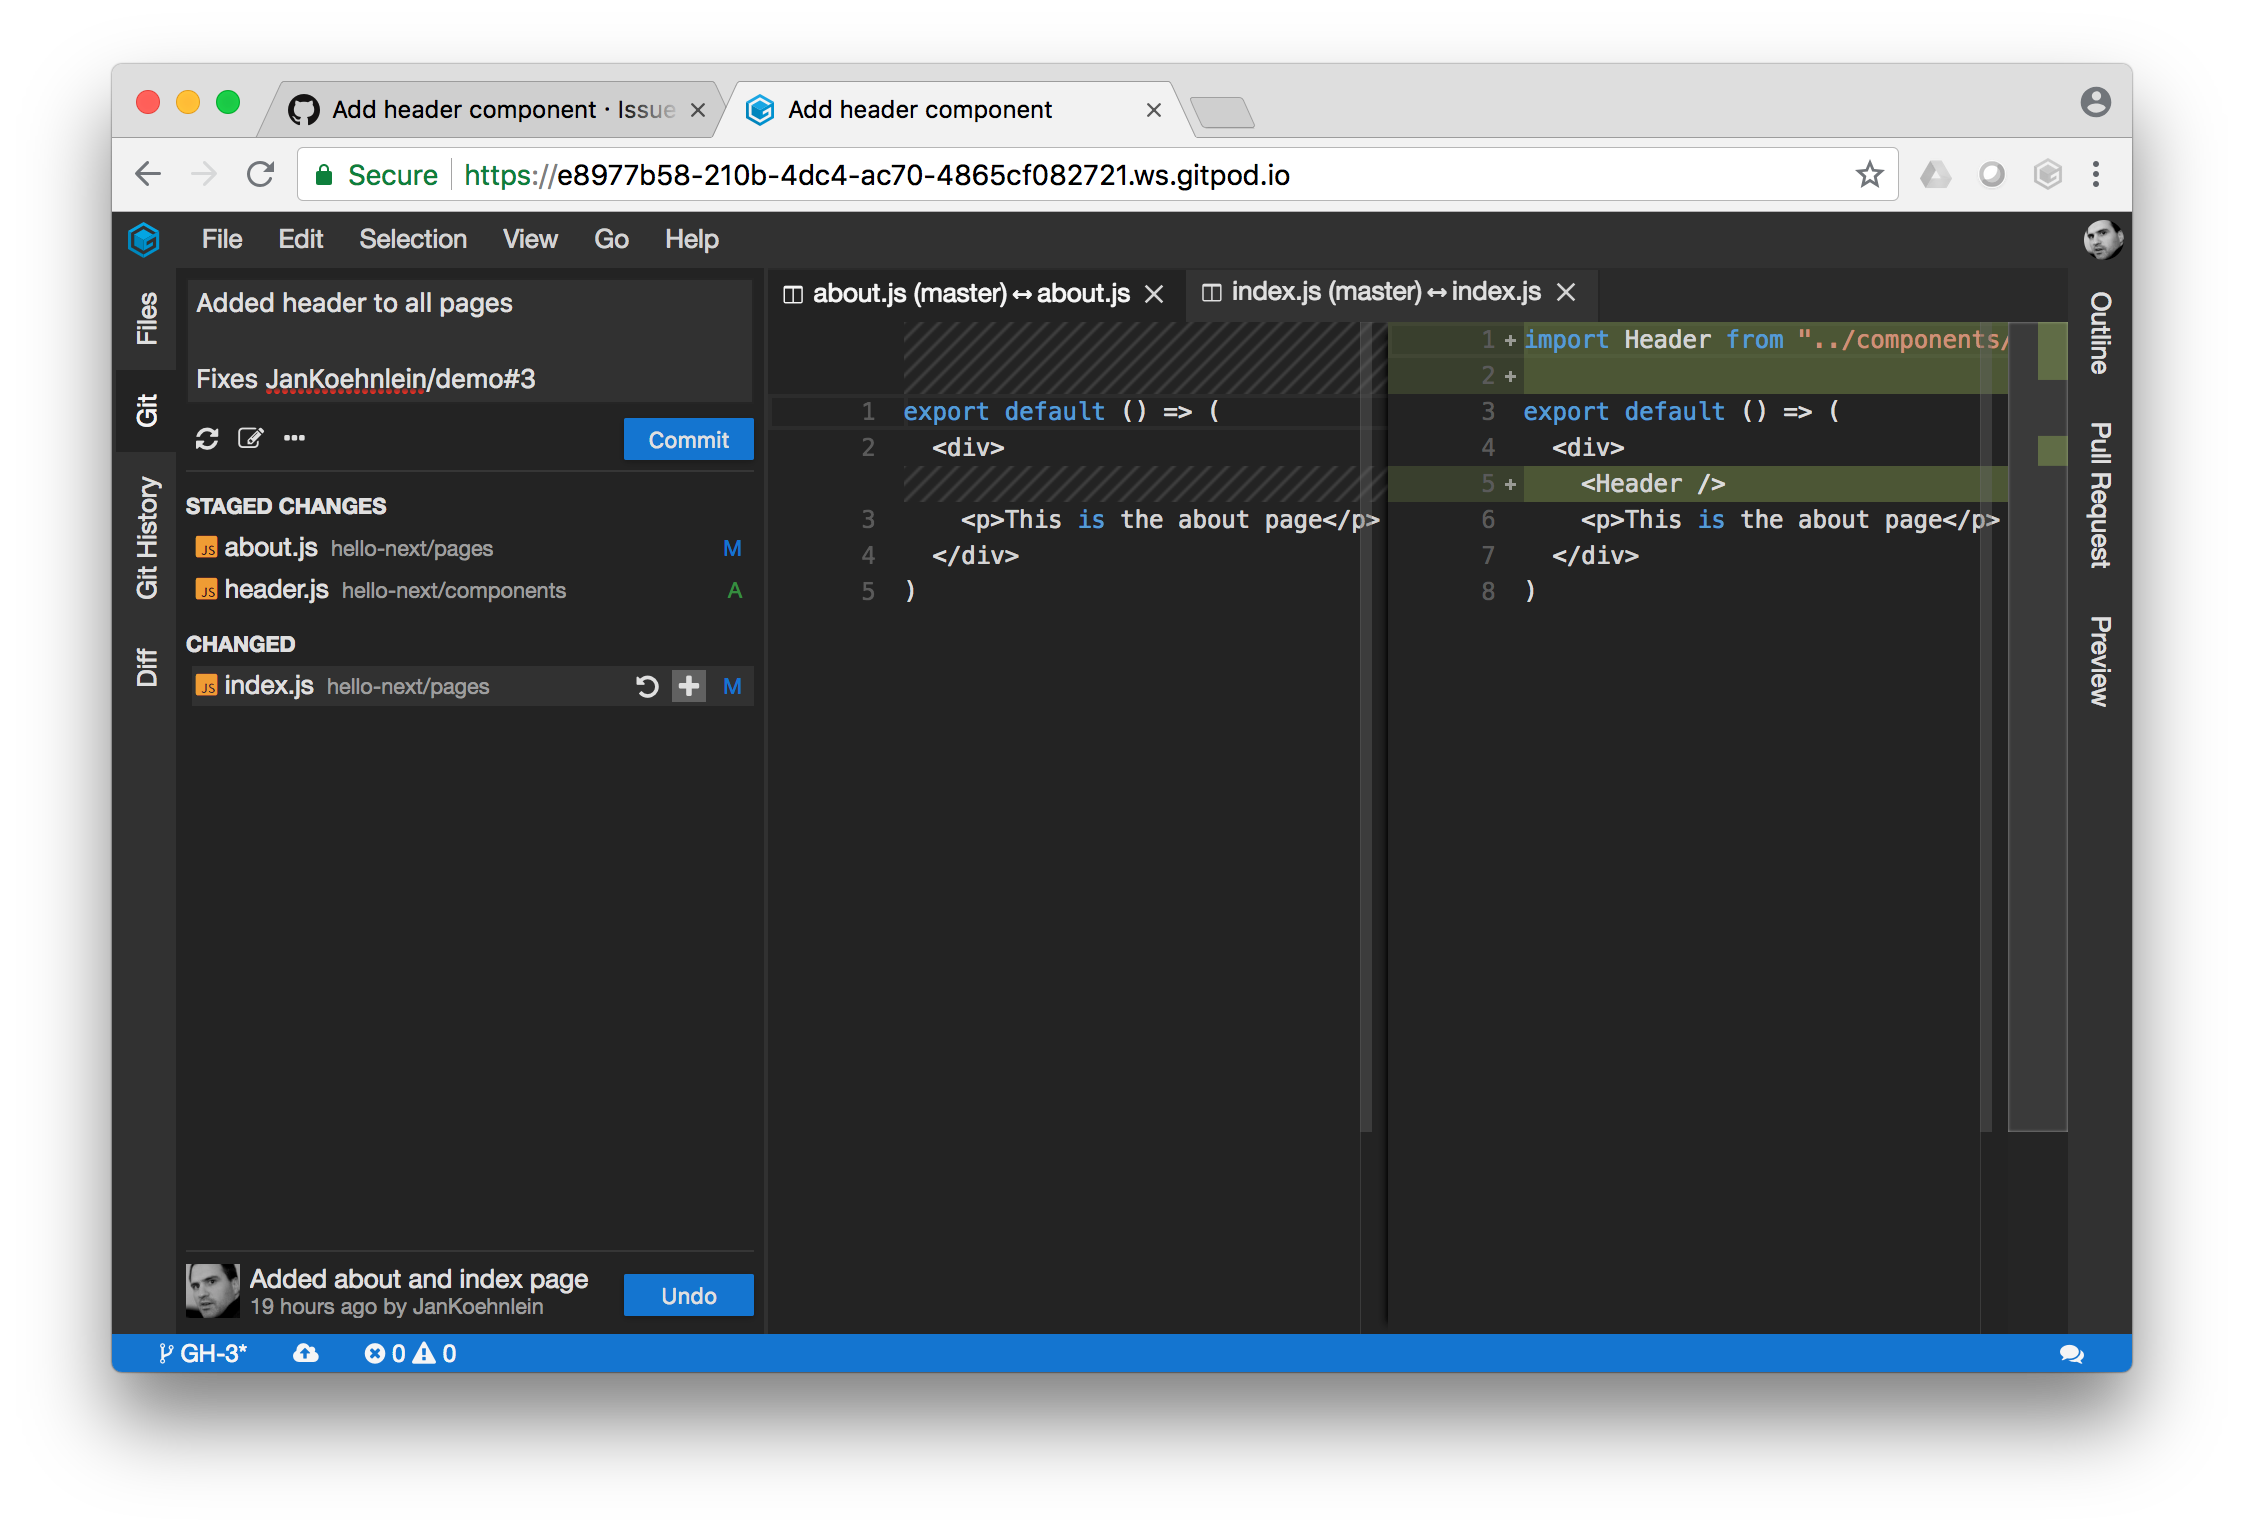 Add header component · Issue
Add header component
Secure https://e8977b58-210b-4dc4-ac70-4865cf082721.ws.gitpod.io
File Edit Selection View Go Help
Files
Git
Git History
Diff
Added header to all pages
Fixes JanKoehnlein/demo#3
Commit
STAGED CHANGES
JS about.js hello-next/pages M
JS header.js hello-next/components A
CHANGED
JS index.js hello-next/pages M
Added about and index page
19 hours ago by JanKoehnlein
Undo
about.js (master) ↔ about.js
index.js (master) ↔ index.js
1 export default () => (
2 <div>
3 <p>This is the about page</p>
4 </div>
5 )
1 + import Header from "../components/
2 +
3 export default () => (
4 <div>
5 + <Header />
6 <p>This is the about page</p>
7 </div>
8 )
Outline
Pull Request
Preview
GH-3* 0 0